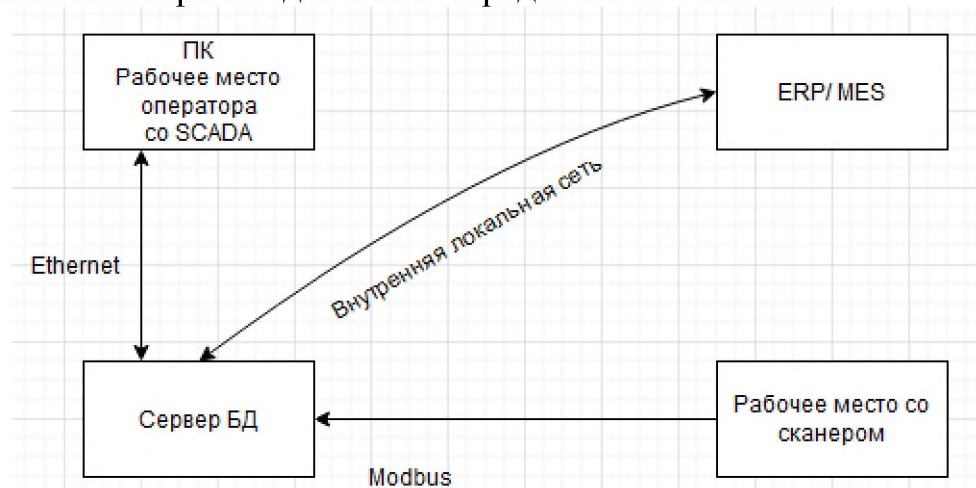 ПК
Рабочее место
оператора
со SCADA
ERP/ MES
Внутренняя локальная сеть
Ethernet
Сервер БД
Рабочее место со
сканером
Modbus